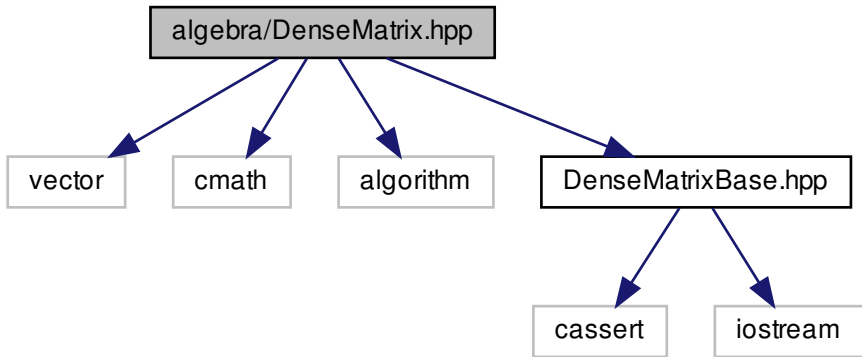 algebra/DenseMatrix.hpp
vector
cmath
algorithm
DenseMatrixBase.hpp
cassert
iostream